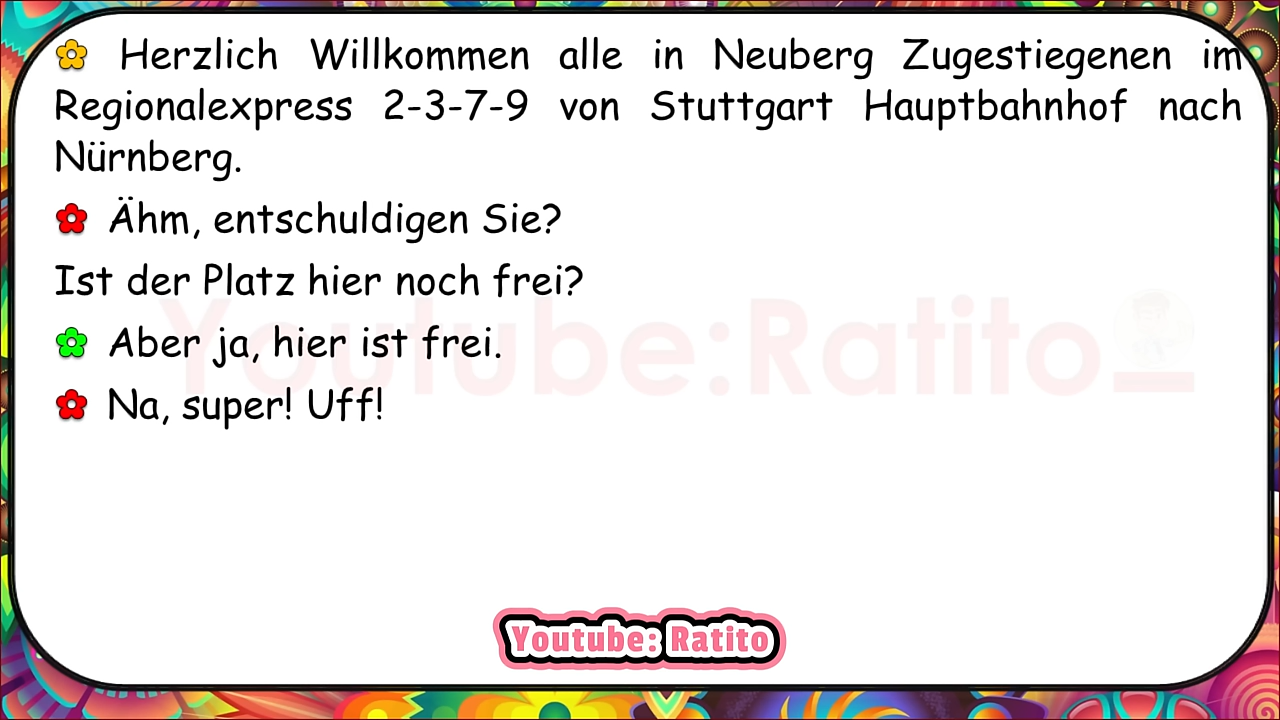 Herzlich Willkommen alle in Neuberg Zugestiegenen im
Regionalexpress 2-3-7-9 von Stuttgart Hauptbahnhof nach
Nürnberg.
Ähm, entschuldigen Sie?
Ist der Platz hier noch frei?
Aber ja, hier ist frei.
Na, super! Uff!
Youtube:Ratito
Youtube: Ratito